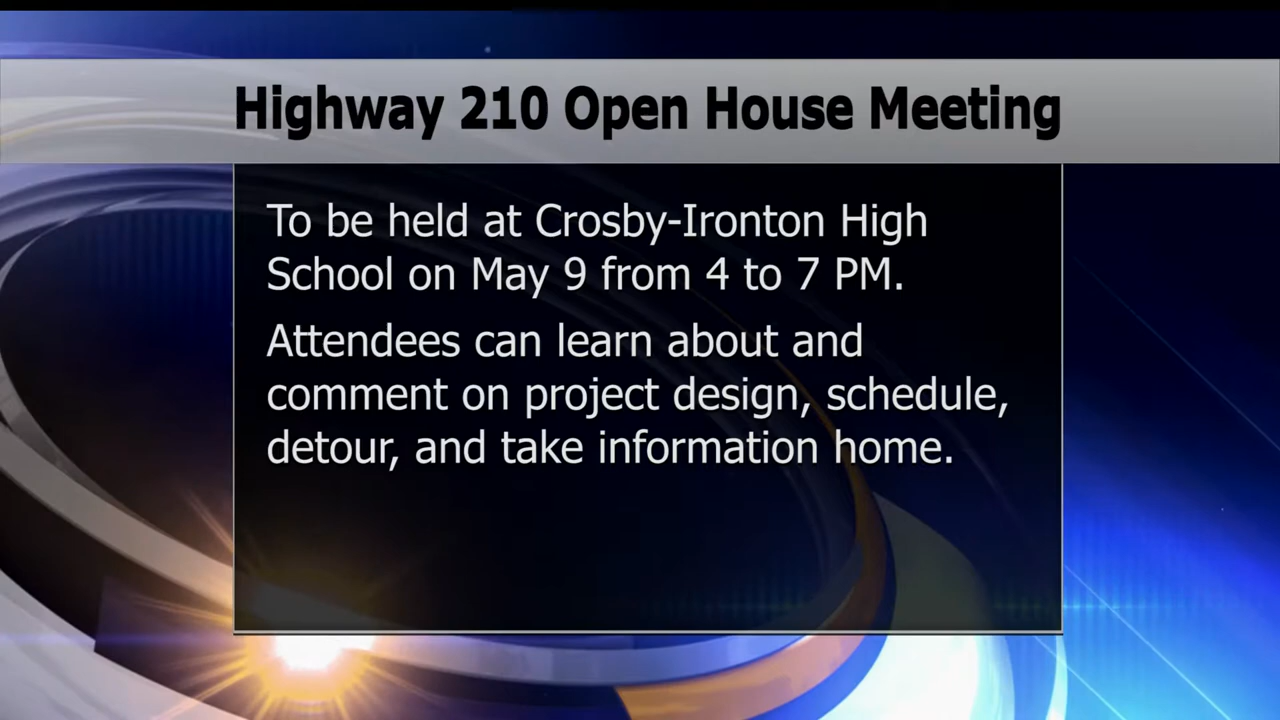 Highway 210 Open House Meeting
To be held at Crosby-Ironton High
School on May 9 from 4 to 7 PM.
Attendees can learn about and
comment on project design, schedule,
detour, and take information home.